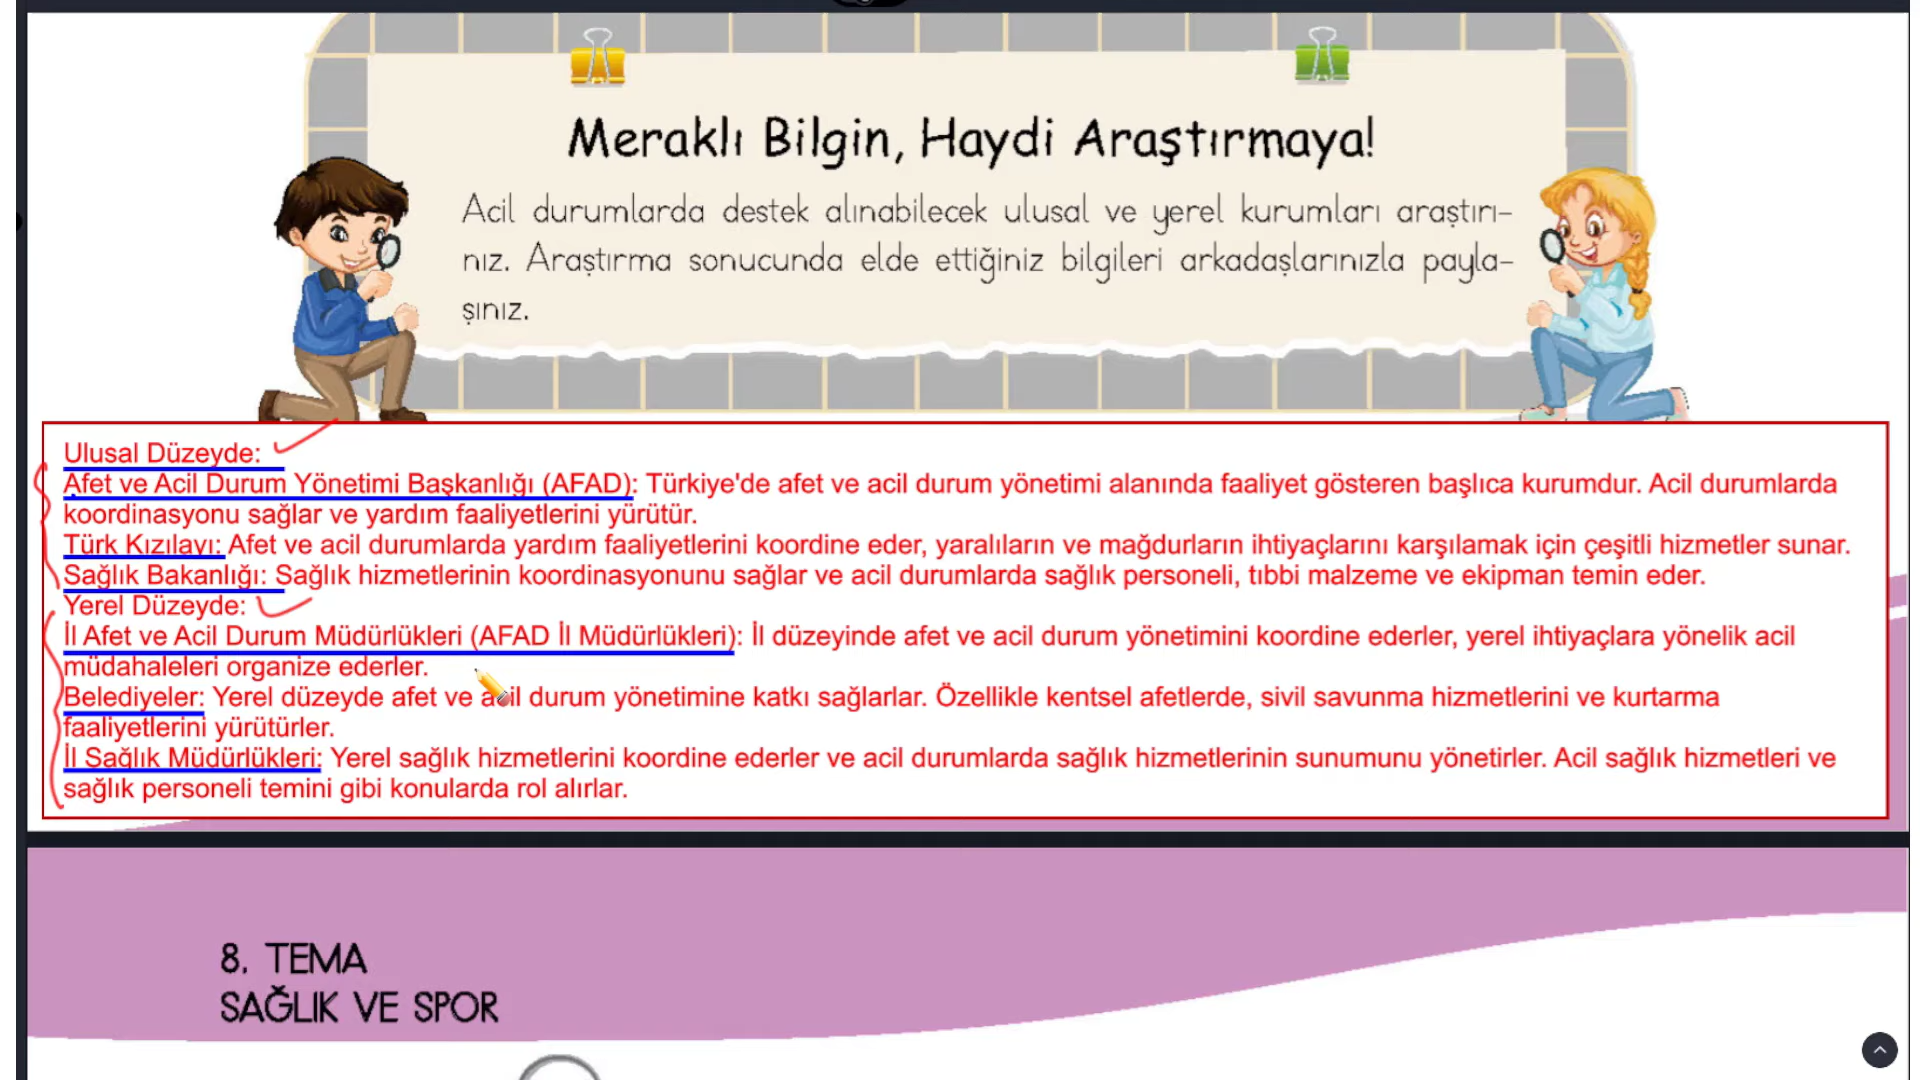 Meraklı Bilgin, Haydi Araştırmaya!
Acil durumlarda destek alınabilecek ulusal ve yerel kurumları araştırı-
nız. Araştırma sonucunda elde ettiğiniz bilgileri arkadaşlarınızla payla-
şınız.
Ulusal Düzeyde:
Afet ve Acil Durum Yönetimi Başkanlığı (AFAD): Türkiye'de afet ve acil durum yönetimi alanında faaliyet gösteren başlıca kurumdur. Acil durumlarda
koordinasyonu sağlar ve yardım faaliyetlerini yürütür.
Türk Kızılayı: Afet ve acil durumlarda yardım faaliyetlerini koordine eder, yaralıların ve mağdurların ihtiyaçlarını karşılamak için çeşitli hizmetler sunar.
Sağlık Bakanlığı: Sağlık hizmetlerinin koordinasyonunu sağlar ve acil durumlarda sağlık personeli, tıbbi malzeme ve ekipman temin eder.
Yerel Düzeyde:
İl Afet ve Acil Durum Müdürlükleri (AFAD İl Müdürlükleri): İl düzeyinde afet ve acil durum yönetimini koordine ederler, yerel ihtiyaçlara yönelik acil
müdahaleleri organize ederler.
Belediyeler: Yerel düzeyde afet ve acil durum yönetimine katkı sağlarlar. Özellikle kentsel afetlerde, sivil savunma hizmetlerini ve kurtarma
faaliyetlerini yürütürler.
İl Sağlık Müdürlükleri: Yerel sağlık hizmetlerini koordine ederler ve acil durumlarda sağlık hizmetlerinin sunumunu yönetirler. Acil sağlık hizmetleri ve
sağlık personeli temini gibi konularda rol alırlar.
8. TEMA
SAĞLIK VE SPOR